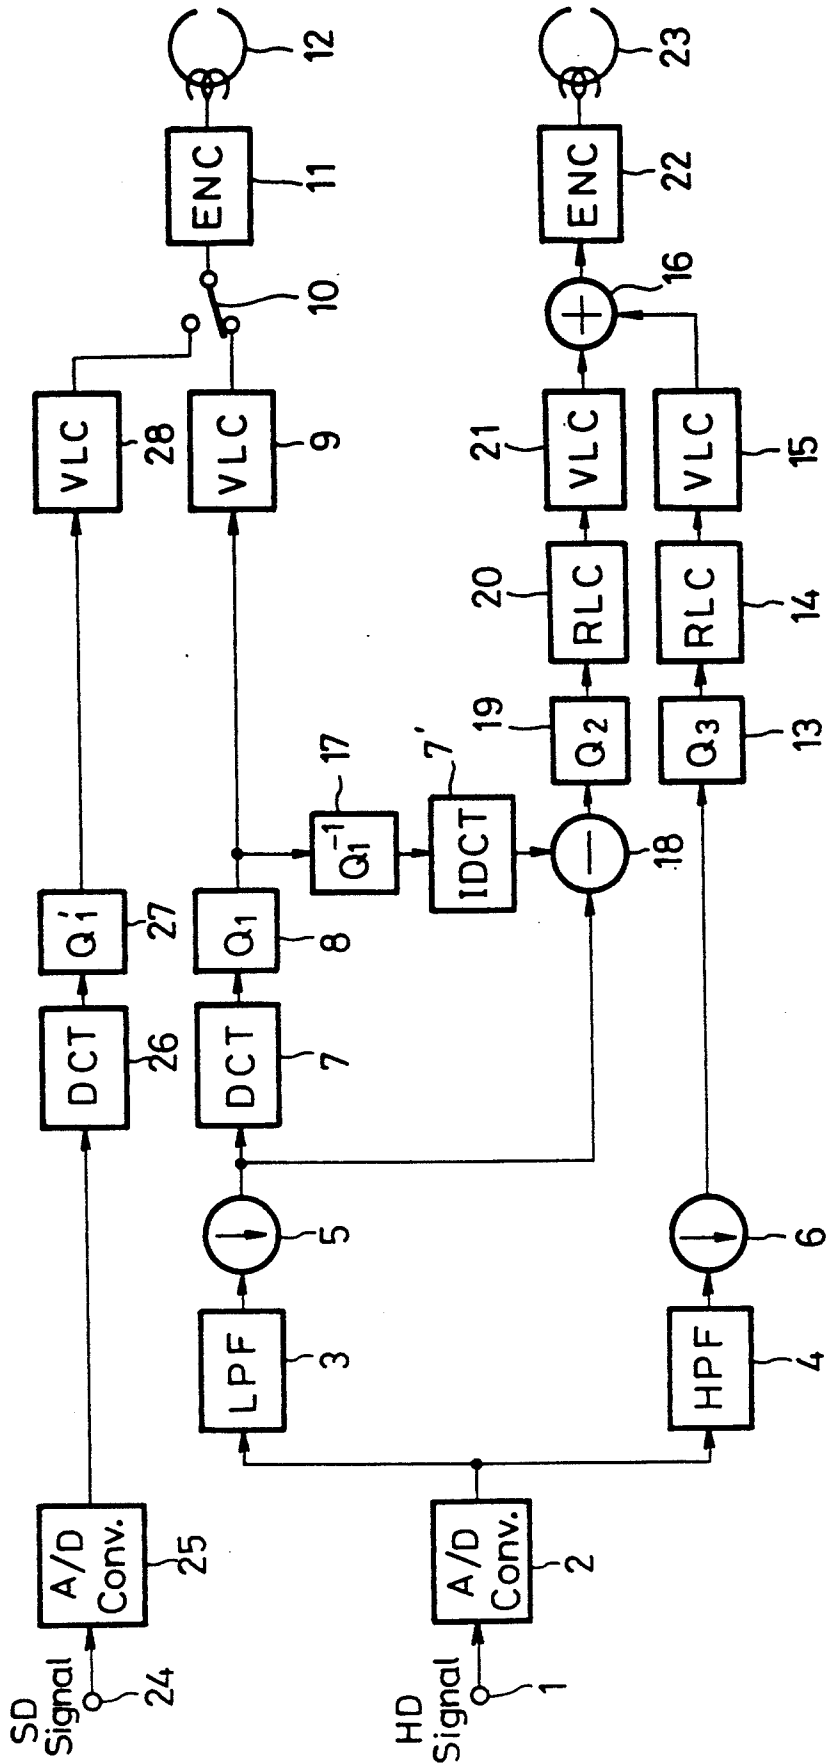 SD
Signal
24
A/D
Conv.
25
DCT
26
Q1'
27
VLC
28
10
ENC
11
12
HD
Signal
1
A/D
Conv.
2
LPF
3
5
DCT
7
Q1
8
VLC
9
Q1⁻¹
17
IDCT
7'
18
Q2
19
RLC
20
VLC
21
16
ENC
22
23
HPF
4
6
Q3
13
RLC
14
VLC
15